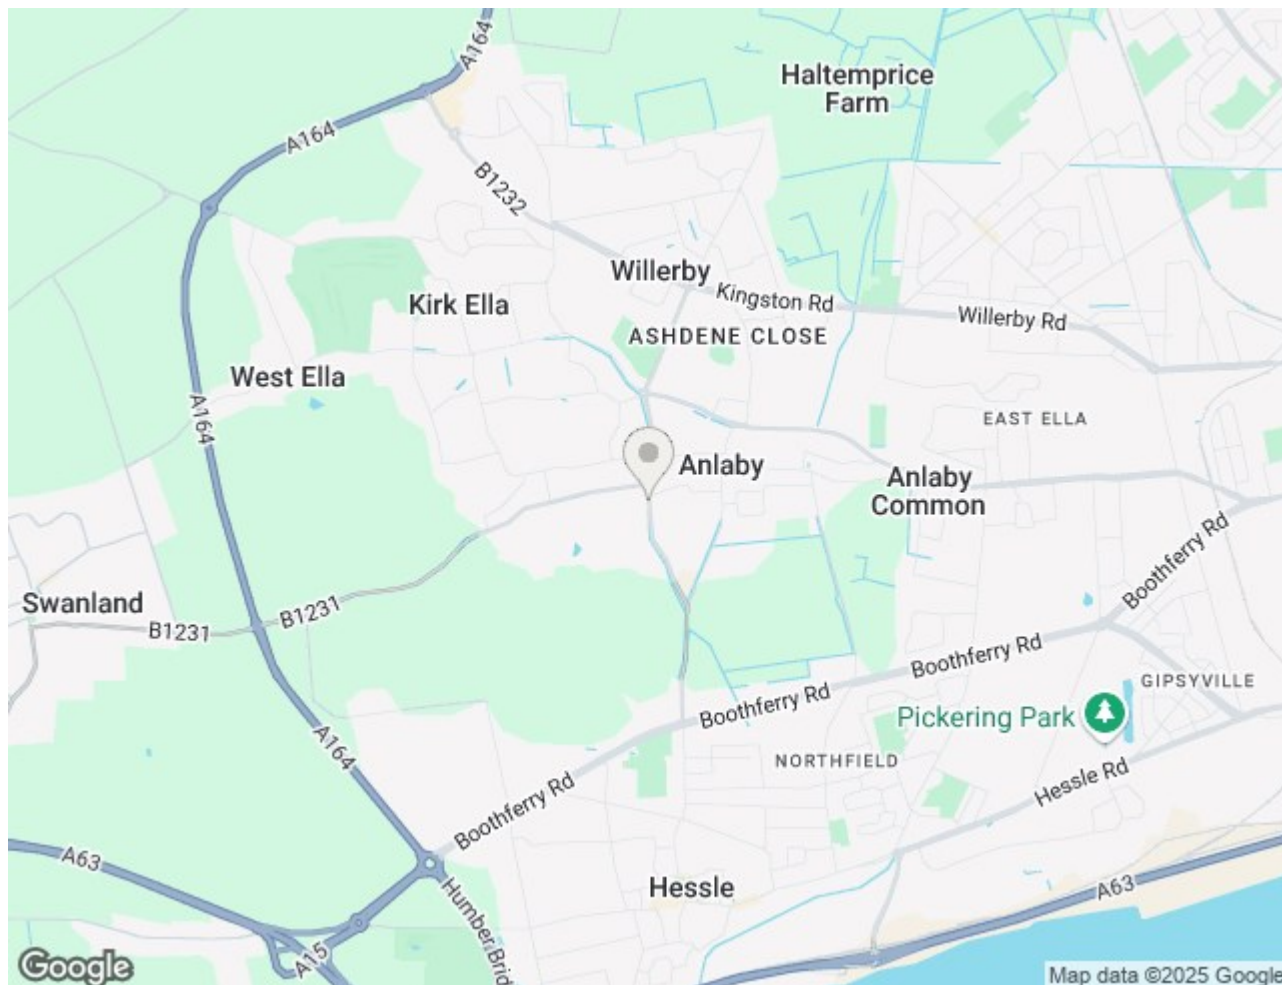 A164
Haltemprice
Farm
A164
B1232
Willerby
Kingston Rd
Kirk Ella
Willerby Rd
ASHDENE CLOSE
West Ella
A164
EAST ELLA
Anlaby
Anlaby
Common
Boothferry Rd
Swanland
B1231
B1231
Boothferry Rd
GIPSYVILLE
Boothferry Rd
Pickering Park
A164
NORTHFIELD
Hessle Rd
Boothferry Rd
A63
Hessle
A63
Humber Brid
A15
Google
Map data ©2025 Google